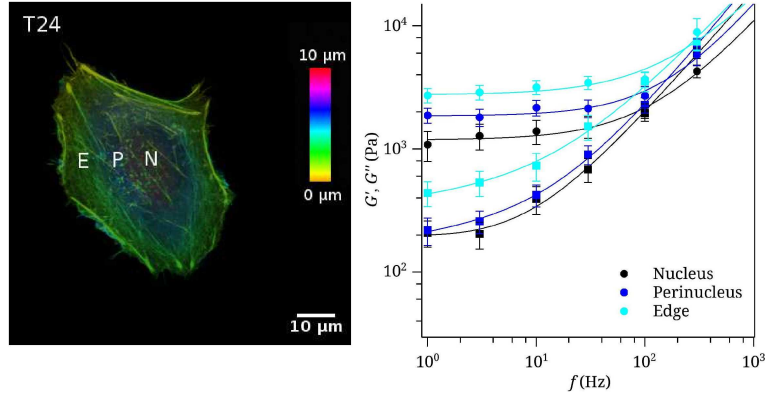 T24
10 μm
E P N
0 μm
10 μm
G′, G″ (Pa)
10⁴
10³
10²
Nucleus
Perinucleus
Edge
10⁰ 10¹ 10² 10³
f (Hz)